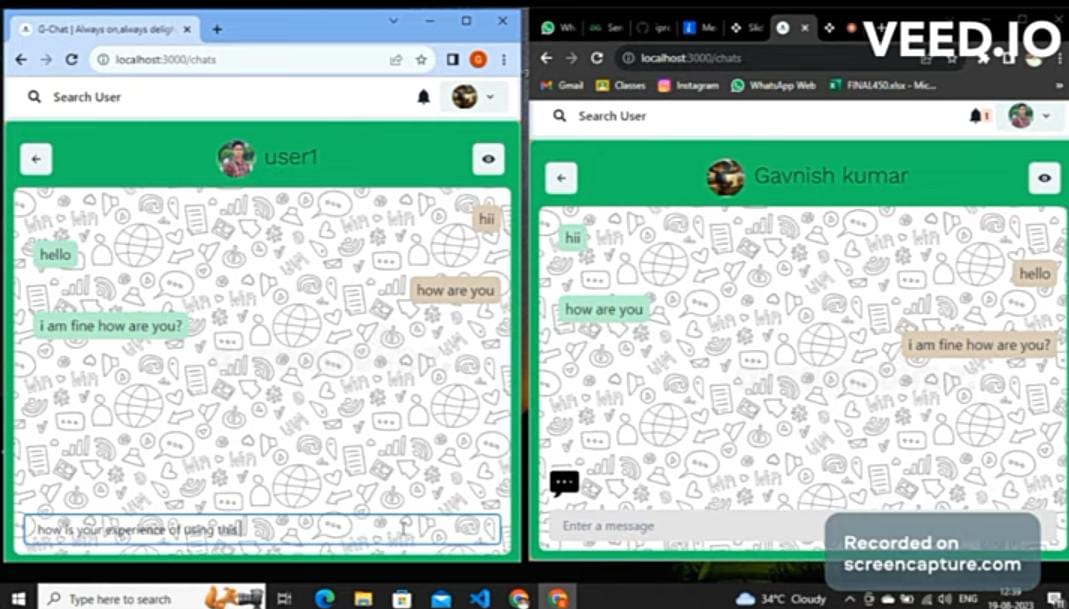 G-Chat | Always on,always deligh
Wh
Sen
ipro
Me
Slic
VEED.IO
localhost:3000/chats
localhost:3000/chats
G
Gmail
Classes
Instagram
WhatsApp Web
FINAL450.xlsx - Mic...
Search User
Search User
1
user1
Gavnish kumar
hii
hello
how are you
i am fine how are you?
hii
hello
how are you
i am fine how are you?
how is your experience of using this
Enter a message
Recorded on
screencapture.com
Type here to search
34°C Cloudy
ENG
12:39
19-08-2023